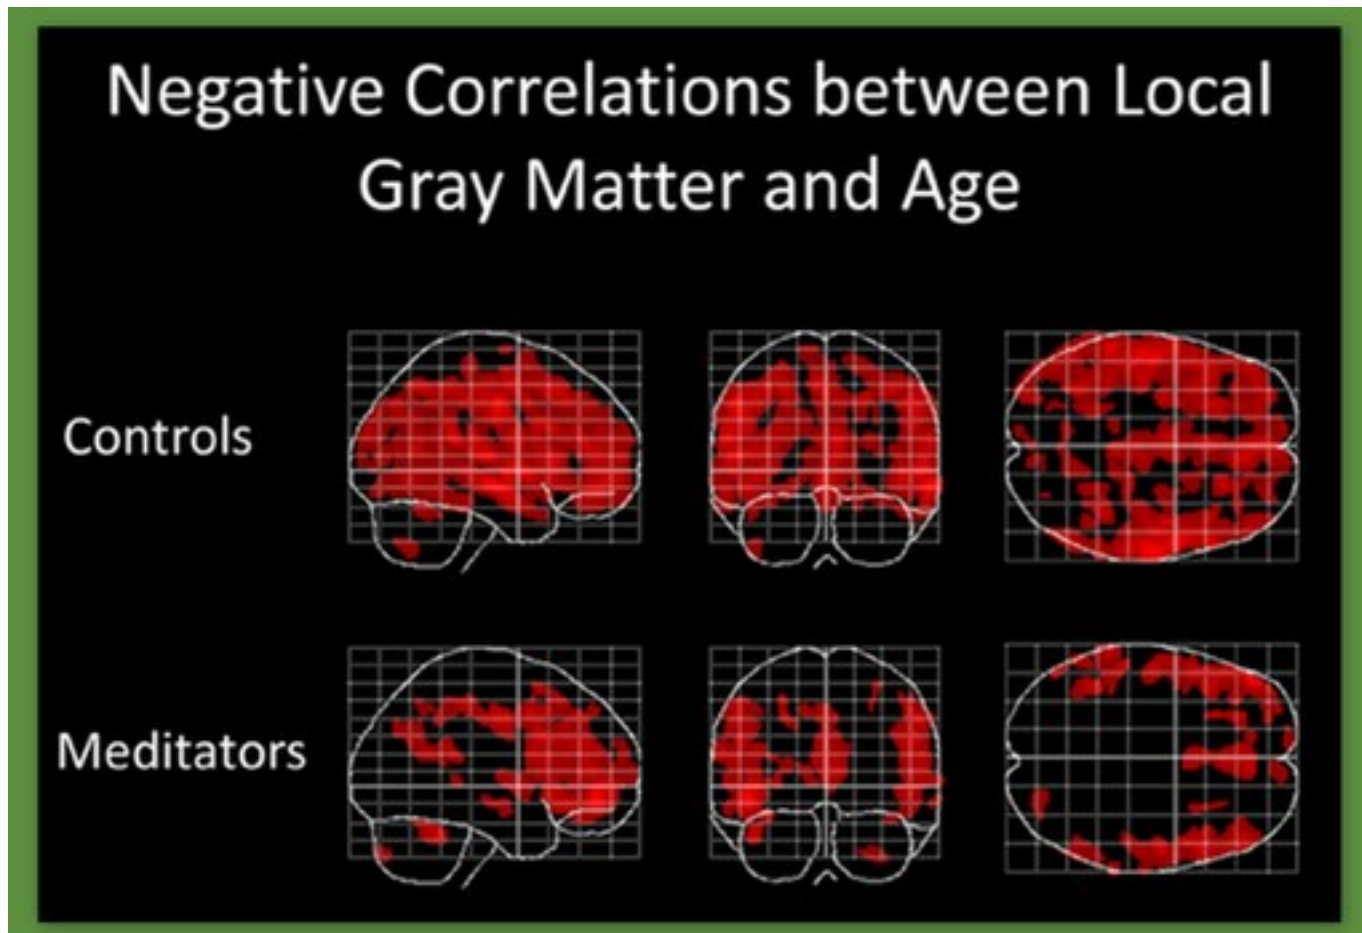 Negative Correlations between Local
Gray Matter and Age
Controls
Meditators